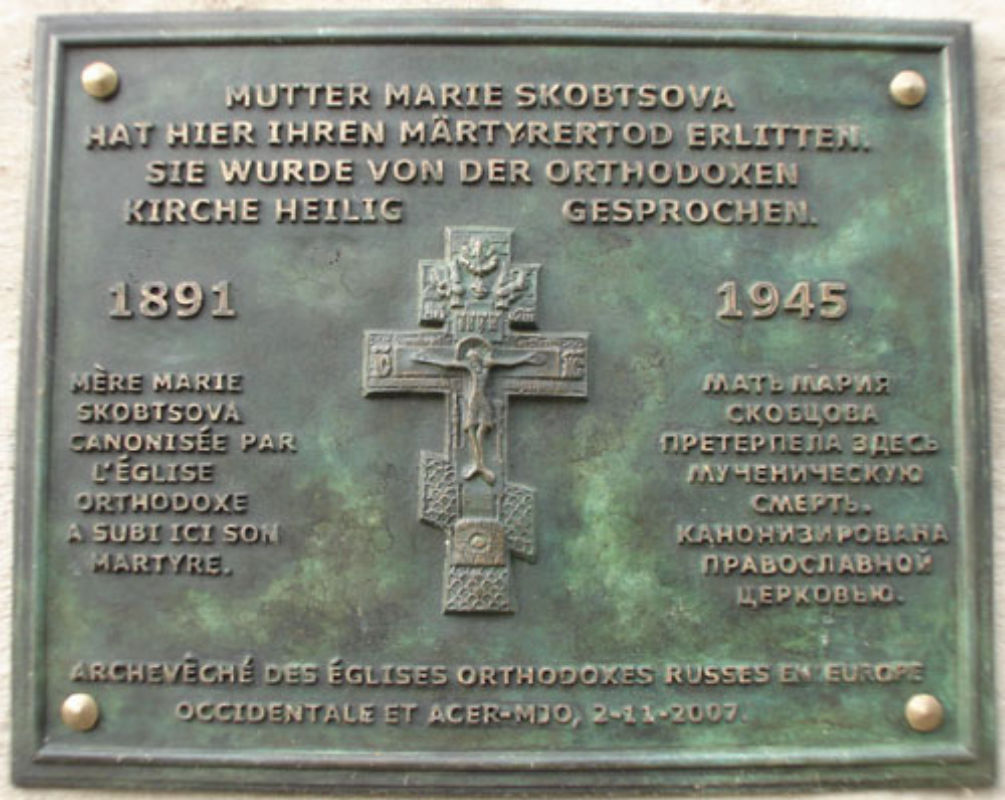 MUTTER MARIE SKOBTSOVA
HAT HIER IHREN MÄRTYRERTOD ERLITTEN.
SIE WURDE VON DER ORTHODOXEN
KIRCHE HEILIG GESPROCHEN.
1891 1945
MÈRE MARIE
SKOBTSOVA
CANONISÉE PAR
L'ÉGLISE
ORTHODOXE
A SUBI ICI SON
MARTYRE.
МАТЬ МАРИЯ
СКОБЦОВА
ПРЕТЕРПЕЛА ЗДЕСЬ
МУЧЕНИЧЕСКУЮ
СМЕРТЬ.
КАНОНИЗИРОВАНА
ПРАВОСЛАВНОЙ
ЦЕРКОВЬЮ.
ARCHEVÊCHÉ DES ÉGLISES ORTHODOXES RUSSES EN EUROPE
OCCIDENTALE ET ACER-MJO, 2-11-2007.